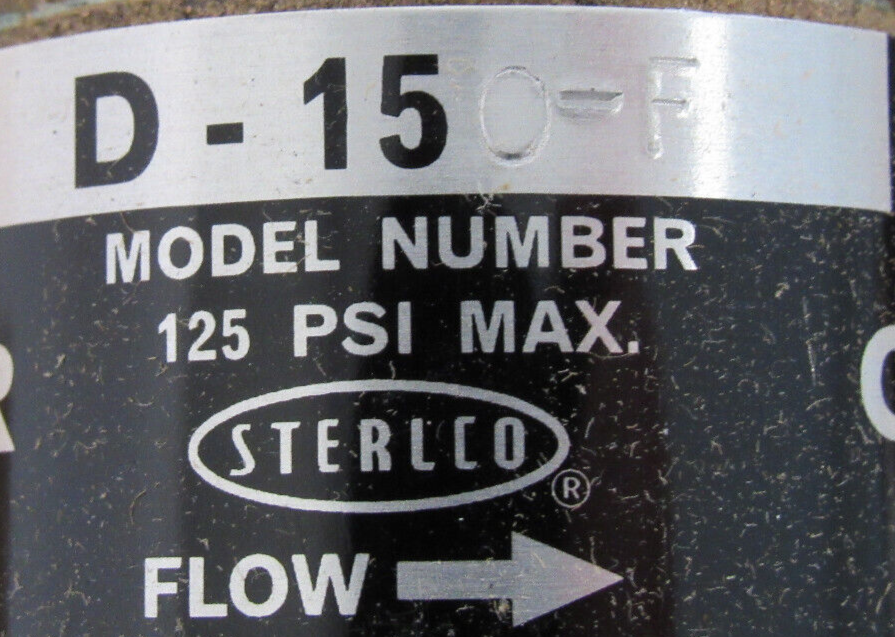 D-150-F
MODEL NUMBER
125 PSI MAX.
STERLCO®
FLOW